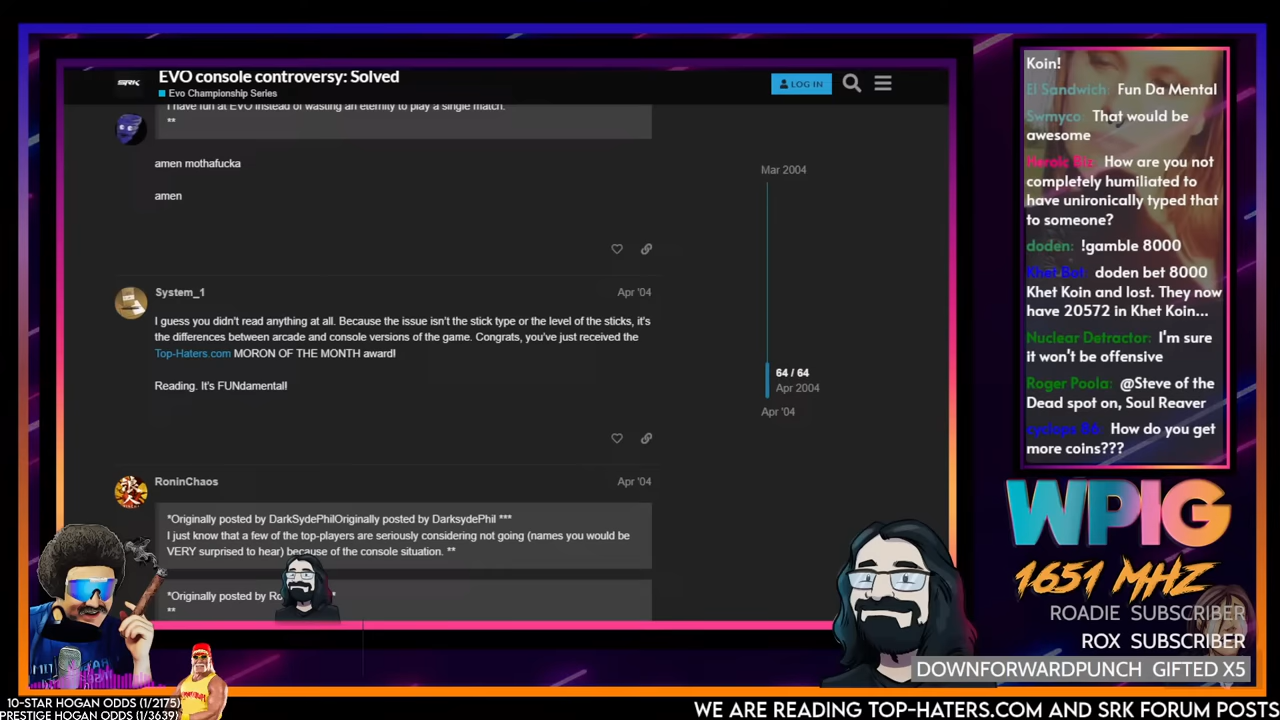 SRK
EVO console controversy: Solved
Evo Championship Series
LOG IN
I have fun at EVO instead of wasting an eternity to play a single match.
**
amen mothafucka
amen
System_1
Apr '04
I guess you didn't read anything at all. Because the issue isn't the stick type or the level of the sticks, it's
the differences between arcade and console versions of the game. Congrats, you've just received the
Top-Haters.com MORON OF THE MONTH award!
Reading. It's FUNdamental!
RoninChaos
Apr '04
*Originally posted by DarkSydePhilOriginally posted by DarksydePhil ***
I just know that a few of the top-players are seriously considering not going (names you would be
VERY surprised to hear) because of the console situation. **
*Originally posted by Ro
*
**
Mar 2004
64 / 64
Apr 2004
Apr '04
Koin!
El Sandwich: Fun Da Mental
Swmyco: That would be
awesome
Heroic Biz: How are you not
completely humiliated to
have unironically typed that
to someone?
doden: !gamble 8000
Khet Bot: doden bet 8000
Khet Koin and lost. They now
have 20572 in Khet Koin...
Nuclear Detractor: I'm sure
it won't be offensive
Roger Poola: @Steve of the
Dead spot on, Soul Reaver
cyclops 86: How do you get
more coins???
WPIG
1651 MHZ
ROADIE SUBSCRIBER
ROX SUBSCRIBER
DOWNFORWARDPUNCH GIFTED X5
10-STAR HOGAN ODDS (1/2175)
PRESTIGE HOGAN ODDS (1/3639)
WE ARE READING TOP-HATERS.COM AND SRK FORUM POSTS